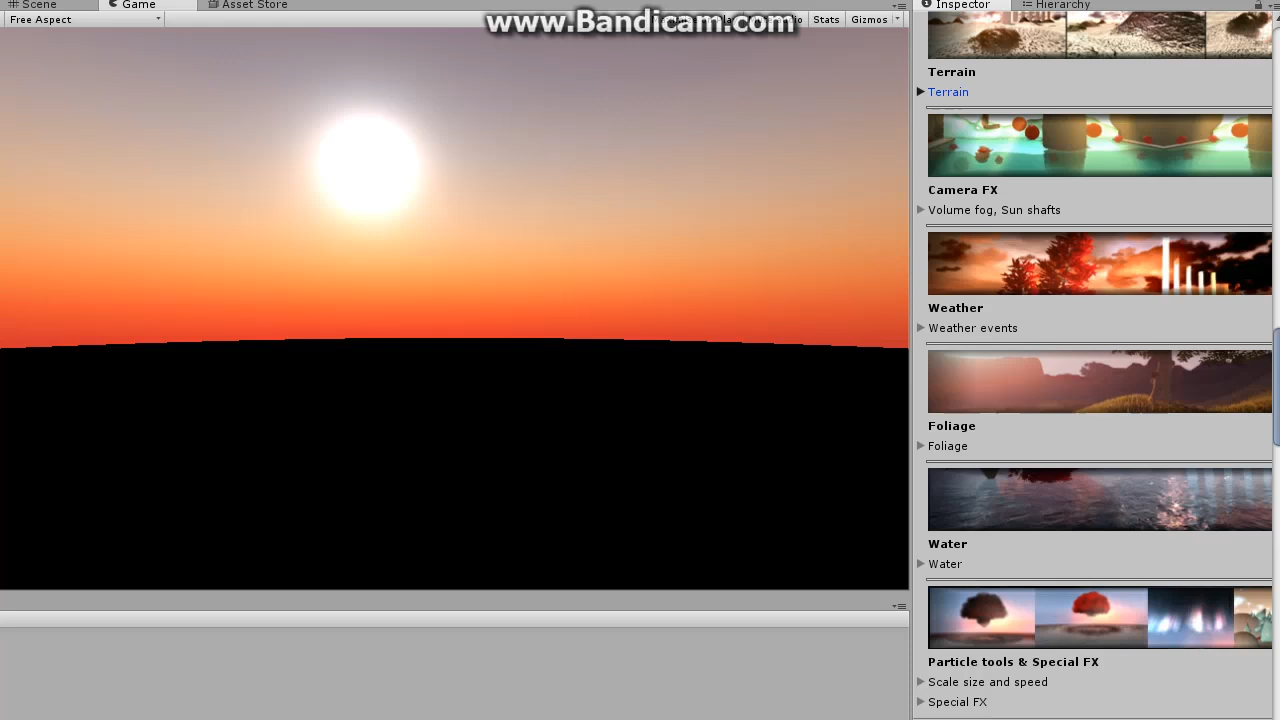 Scene
Game
Asset Store
Inspector
Hierarchy
Free Aspect
Stats
Gizmos
www.Bandicam.com
Terrain
Terrain
Camera FX
Volume fog, Sun shafts
Weather
Weather events
Foliage
Foliage
Water
Water
Particle tools & Special FX
Scale size and speed
Special FX